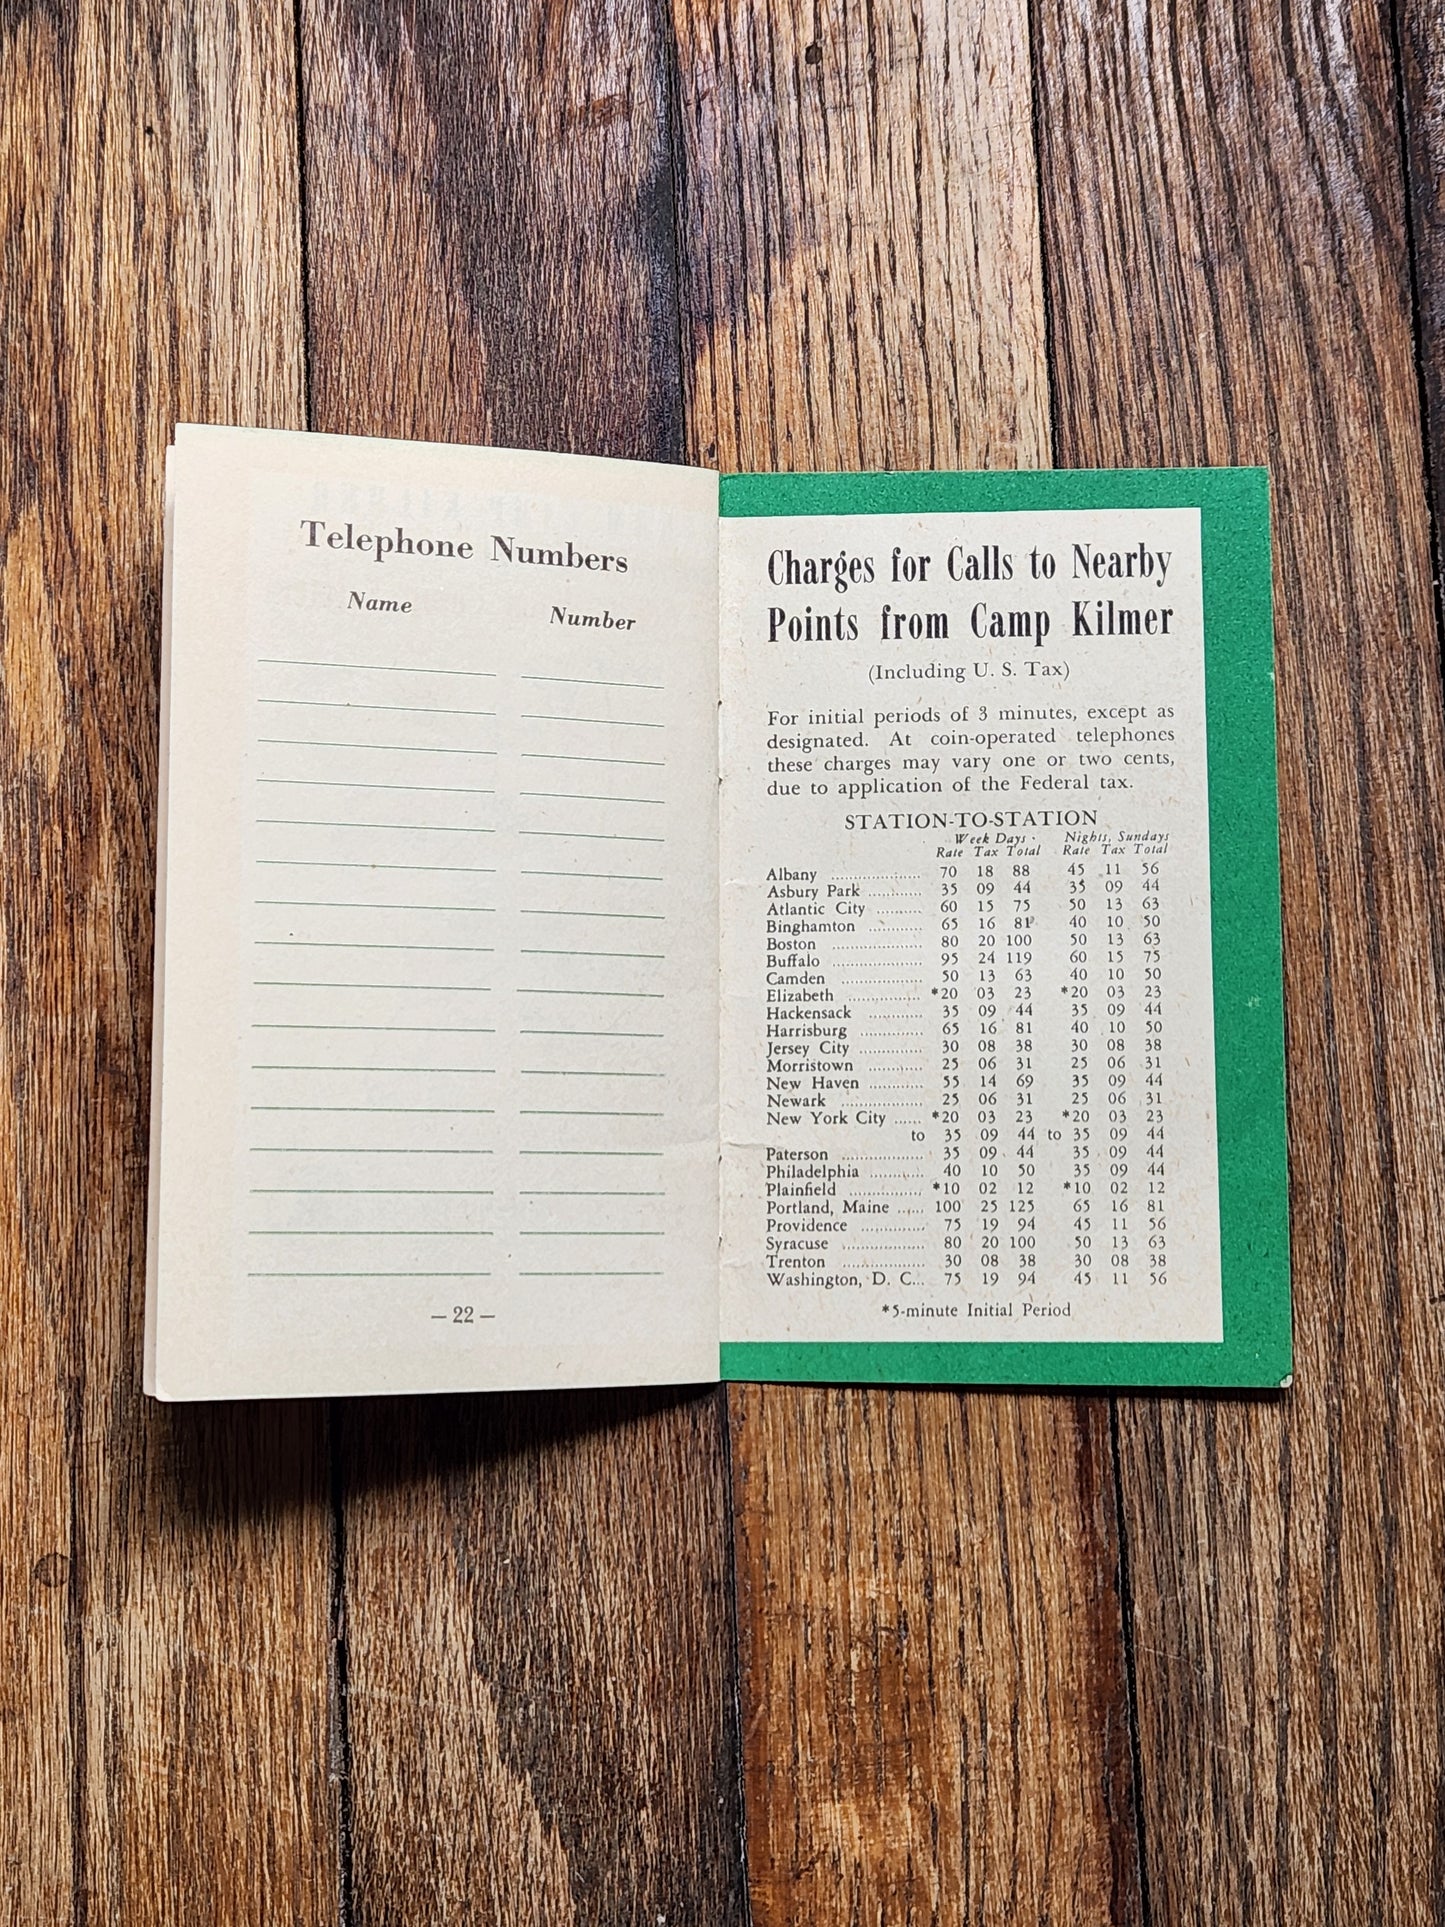 Telephone Numbers
Name Number
— 22 —
Charges for Calls to Nearby
Points from Camp Kilmer
(Including U. S. Tax)
For initial periods of 3 minutes, except as
designated. At coin-operated telephones
these charges may vary one or two cents,
due to application of the Federal tax.
STATION-TO-STATION
Week Days Nights, Sundays
Rate Tax Total Rate Tax Total
Albany .................... 70 18 88 45 11 56
Asbury Park ............ 35 09 44 35 09 44
Atlantic City .......... 60 15 75 50 13 63
Binghamton ............ 65 16 81 40 10 50
Boston .................... 80 20 100 50 13 63
Buffalo .................... 95 24 119 60 15 75
Camden .................. 50 13 63 40 10 50
Elizabeth ................ *20 03 23 *20 03 23
Hackensack ............ 35 09 44 35 09 44
Harrisburg .............. 65 16 81 40 10 50
Jersey City .............. 30 08 38 30 08 38
Morristown ............ 25 06 31 25 06 31
New Haven ............ 55 14 69 35 09 44
Newark .................. 25 06 31 25 06 31
New York City ...... *20 03 23 *20 03 23
to 35 09 44 to 35 09 44
Paterson .................. 35 09 44 35 09 44
Philadelphia ............ 40 10 50 35 09 44
Plainfield ................ *10 02 12 *10 02 12
Portland, Maine ...... 100 25 125 65 16 81
Providence .............. 75 19 94 45 11 56
Syracuse .................. 80 20 100 50 13 63
Trenton .................. 30 08 38 30 08 38
Washington, D. C... 75 19 94 45 11 56
*5-minute Initial Period